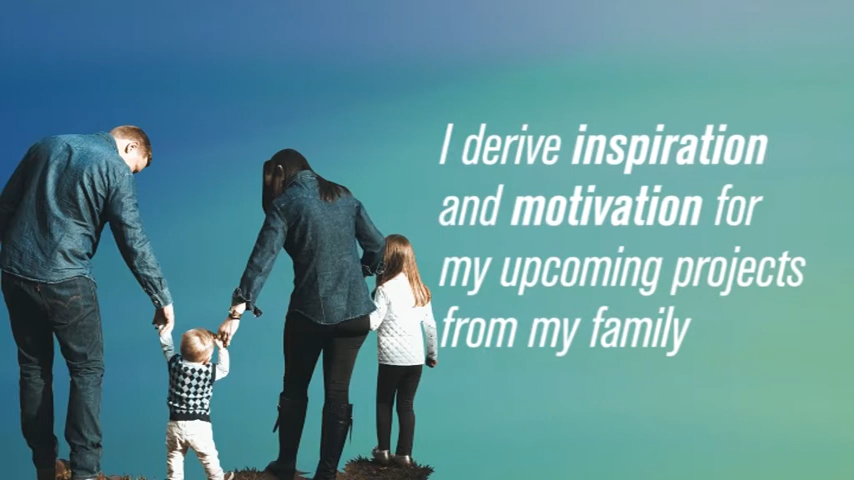 I derive inspiration
and motivation for
my upcoming projects
from my family